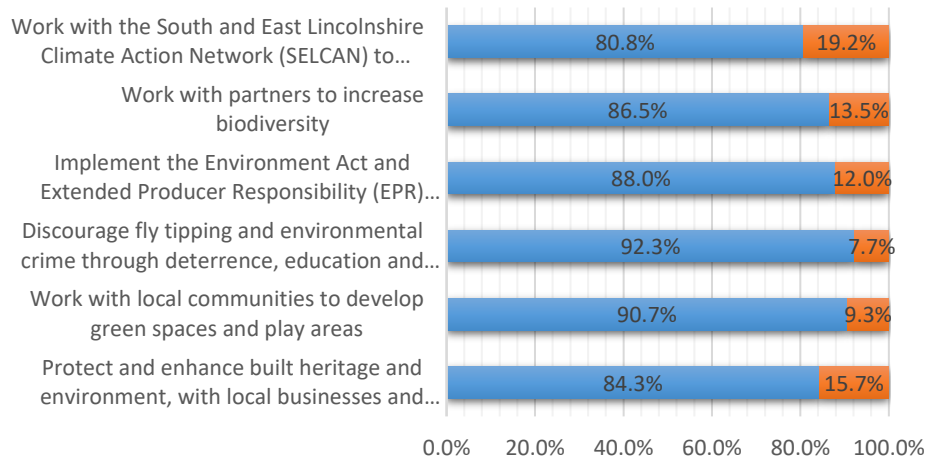 Work with the South and East Lincolnshire
Climate Action Network (SELCAN) to…
80.8%
19.2%
Work with partners to increase
biodiversity
86.5%
13.5%
Implement the Environment Act and
Extended Producer Responsibility (EPR)…
88.0%
12.0%
Discourage fly tipping and environmental
crime through deterrence, education and…
92.3%
7.7%
Work with local communities to develop
green spaces and play areas
90.7%
9.3%
Protect and enhance built heritage and
environment, with local businesses and…
84.3%
15.7%
0.0% 20.0% 40.0% 60.0% 80.0% 100.0%